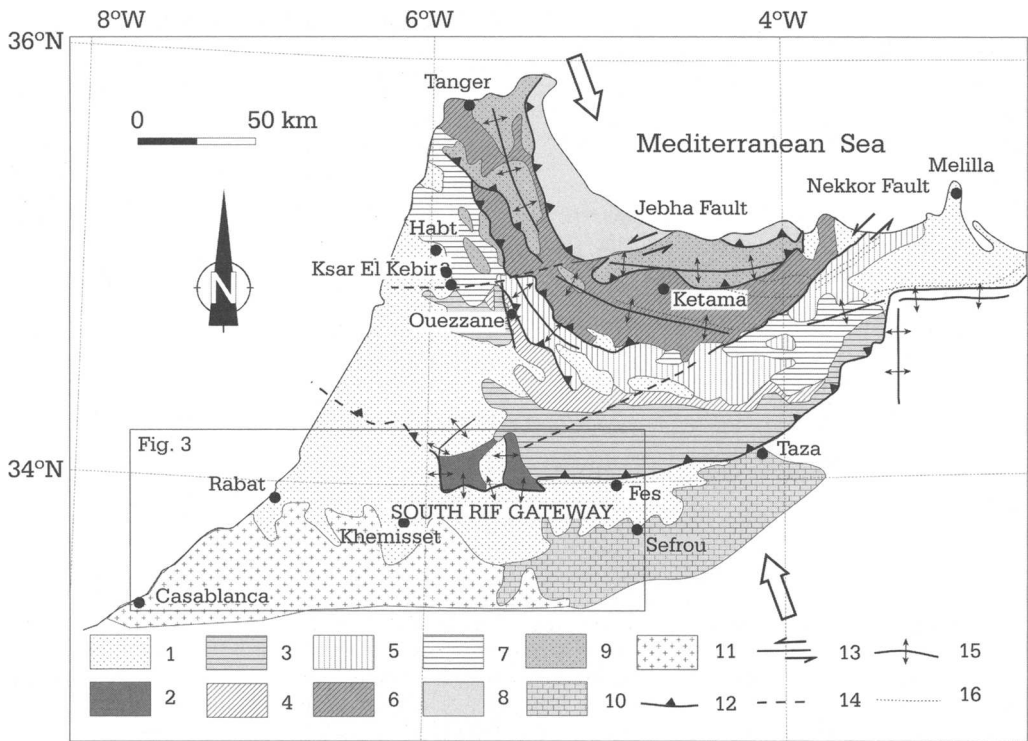 8°W 6°W 4°W
36°N
Tanger
0 50 km
Mediterranean Sea
Melilla
Nekkor Fault
Jebha Fault
Habt
Ksar El Kebir
N
Ketama
Ouezzane
Fig. 3
34°N
Taza
Rabat
Fes
SOUTH RIF GATEWAY
Khemisset
Sefrou
Casablanca
1 3 5 7 9 11 13 15
2 4 6 8 10 12 14 16